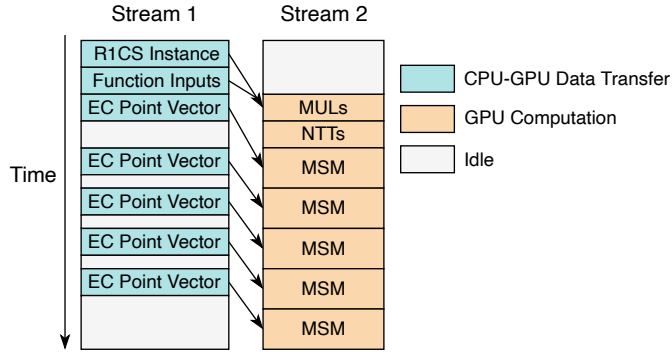 Stream 1
Stream 2
R1CS Instance
Function Inputs
EC Point Vector
MULs
NTTs
EC Point Vector
MSM
EC Point Vector
MSM
EC Point Vector
MSM
EC Point Vector
MSM
MSM
Time
CPU-GPU Data Transfer
GPU Computation
Idle